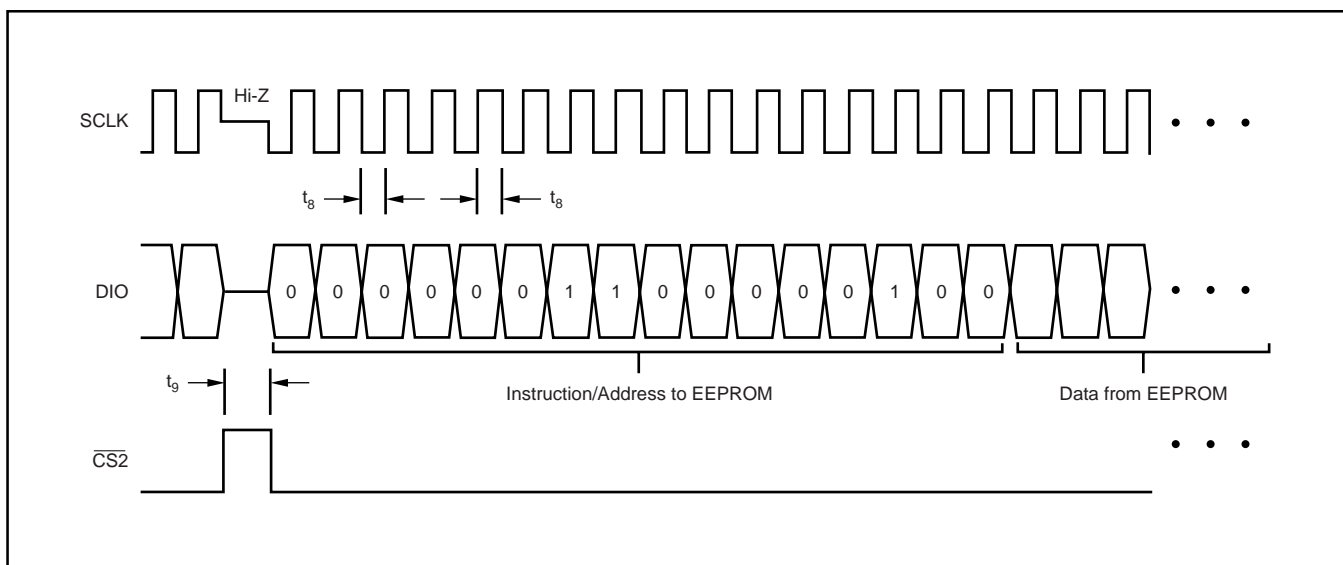 Hi-Z
SCLK
t8 t8
DIO 0 0 0 0 0 0 1 1 0 0 0 0 0 1 0 0
t9
Instruction/Address to EEPROM Data from EEPROM
CS2